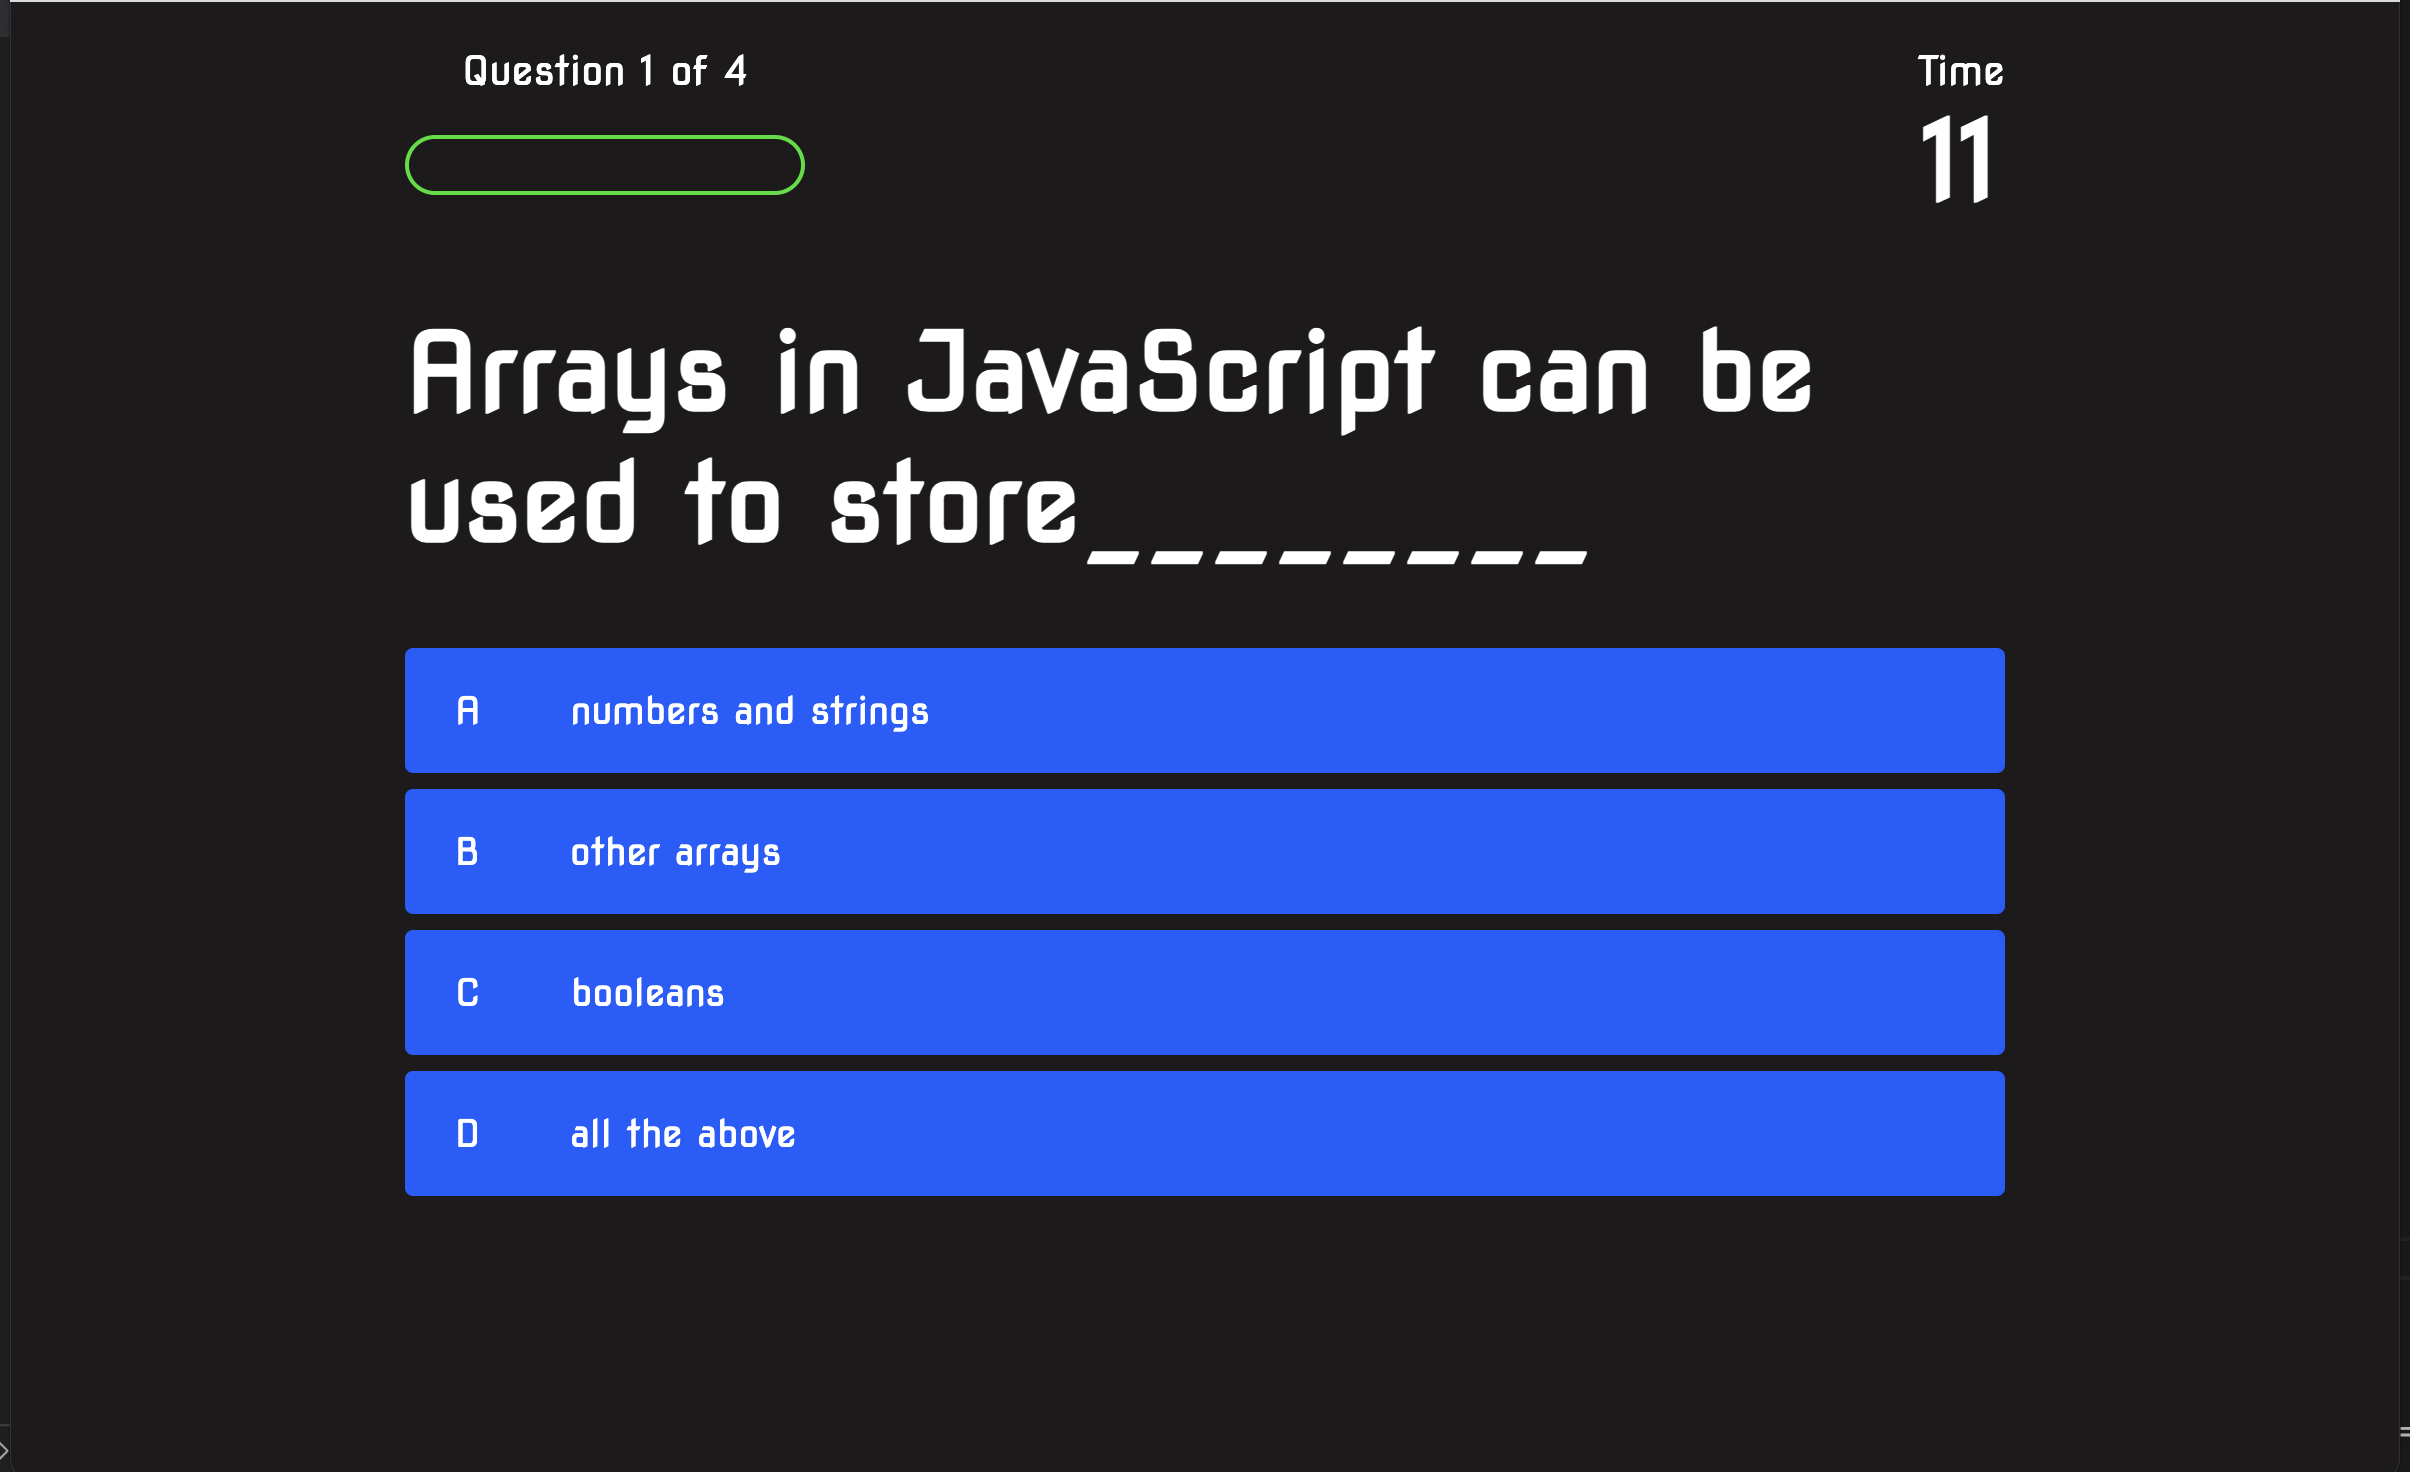 Question 1 of 4
Time
11
Arrays in JavaScript can be
used to store________
A numbers and strings
B other arrays
C booleans
D all the above